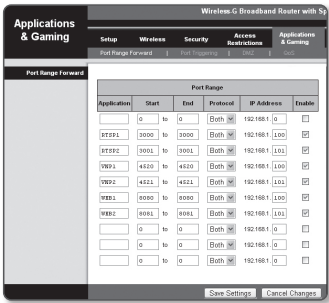 Wireless-G Broadband Router with Sp
Applications
& Gaming
Setup Wireless Security Access Restrictions Applications & Gaming
Port Range Forward | Port Triggering | DMZ | QoS
Port Range Forward
Port Range
Application Start End Protocol IP Address Enable
0 to 0 Both 192.168.1. 0
RTSP1 3000 to 3000 Both 192.168.1. 100
RTSP2 3001 to 3001 Both 192.168.1. 101
VNP1 4520 to 4520 Both 192.168.1. 100
VNP2 4521 to 4521 Both 192.168.1. 101
WEB1 8080 to 8080 Both 192.168.1. 100
WEB2 8081 to 8081 Both 192.168.1. 101
0 to 0 Both 192.168.1. 0
0 to 0 Both 192.168.1. 0
0 to 0 Both 192.168.1. 0
Save Settings Cancel Changes